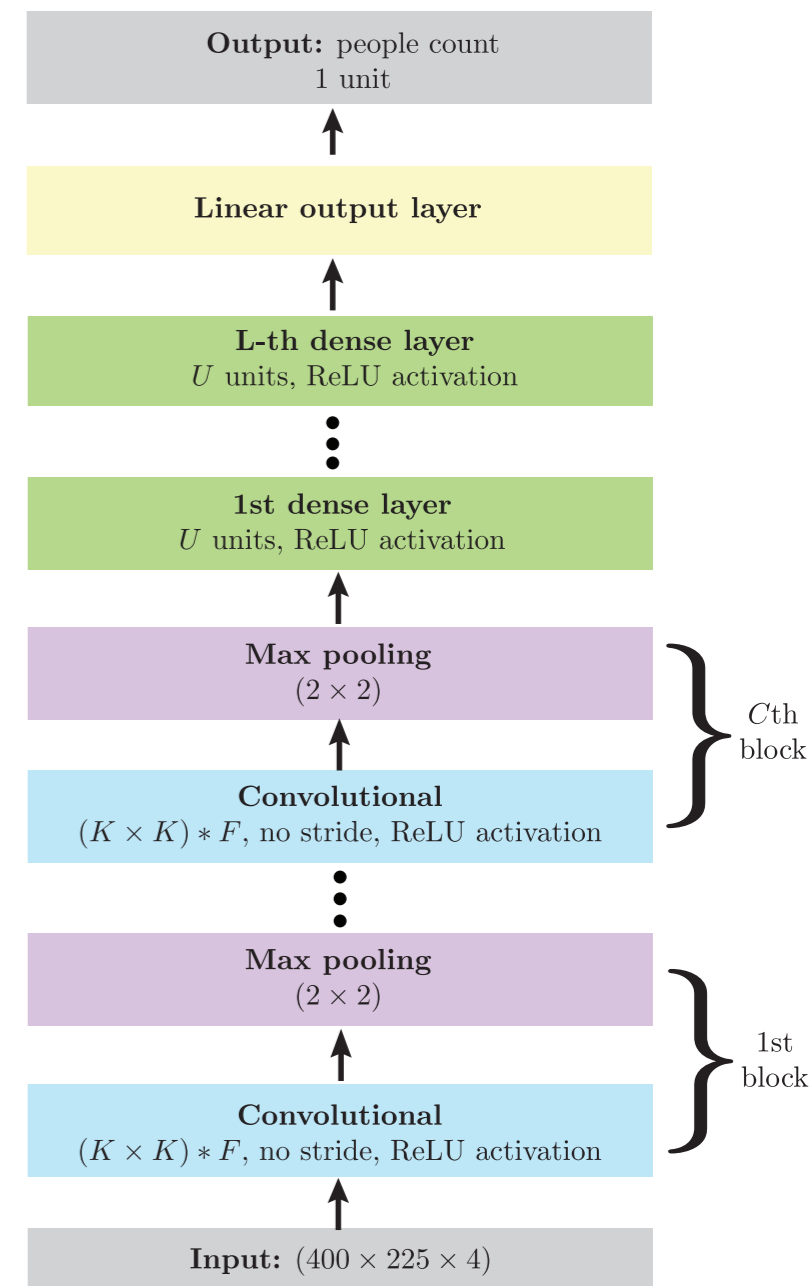 Output: people count
1 unit
Linear output layer
L-th dense layer
U units, ReLU activation
1st dense layer
U units, ReLU activation
Max pooling
(2 × 2)
Cth
block
Convolutional
(K × K) ∗ F, no stride, ReLU activation
Max pooling
(2 × 2)
1st
block
Convolutional
(K × K) ∗ F, no stride, ReLU activation
Input: (400 × 225 × 4)